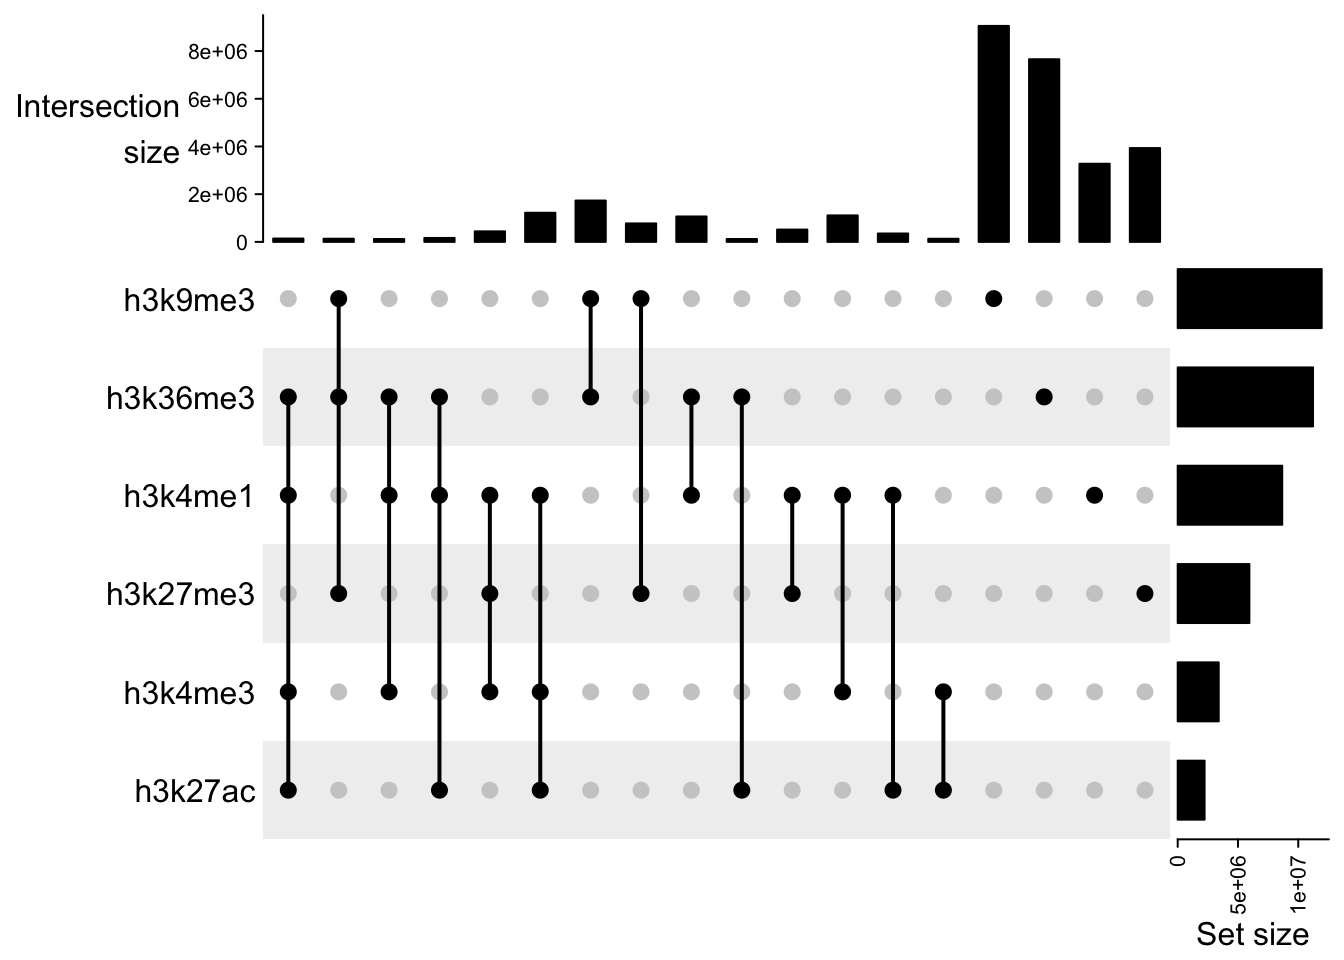 8e+06
Intersection 6e+06
size 4e+06
2e+06
0
h3k9me3
h3k36me3
h3k4me1
h3k27me3
h3k4me3
h3k27ac
0
5e+06
1e+07
Set size